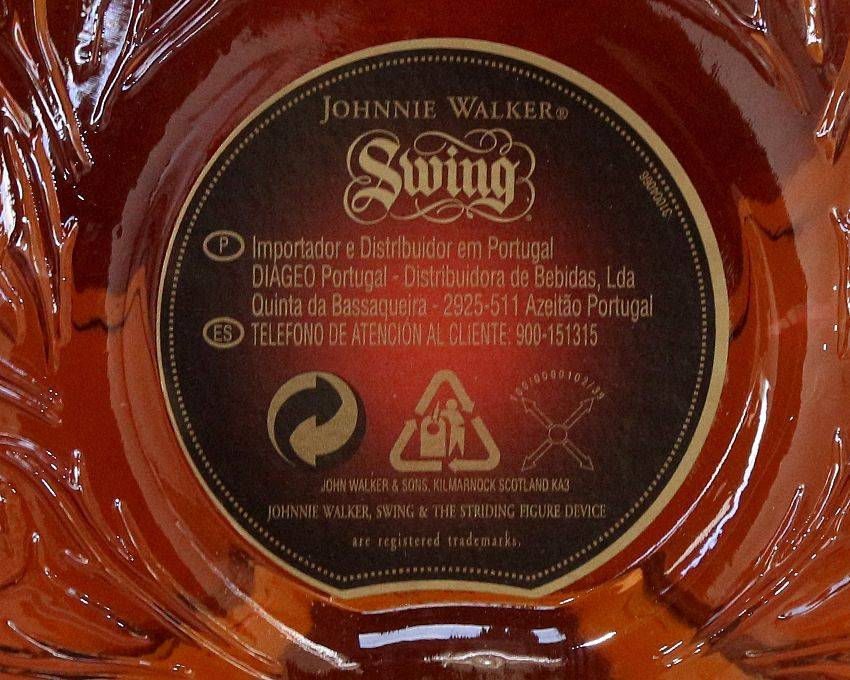 JOHNNIE WALKER®
Swing
P Importador e Distribuidor em Portugal
DIAGEO Portugal - Distribuidora de Bebidas, Lda
Quinta da Bassaqueira - 2925-511 Azeitão Portugal
ES TELEFONO DE ATENCIÓN AL CLIENTE: 900-151315
JOHN WALKER & SONS, KILMARNOCK SCOTLAND KA3
JOHNNIE WALKER, SWING & THE STRIDING FIGURE DEVICE
are registered trademarks.